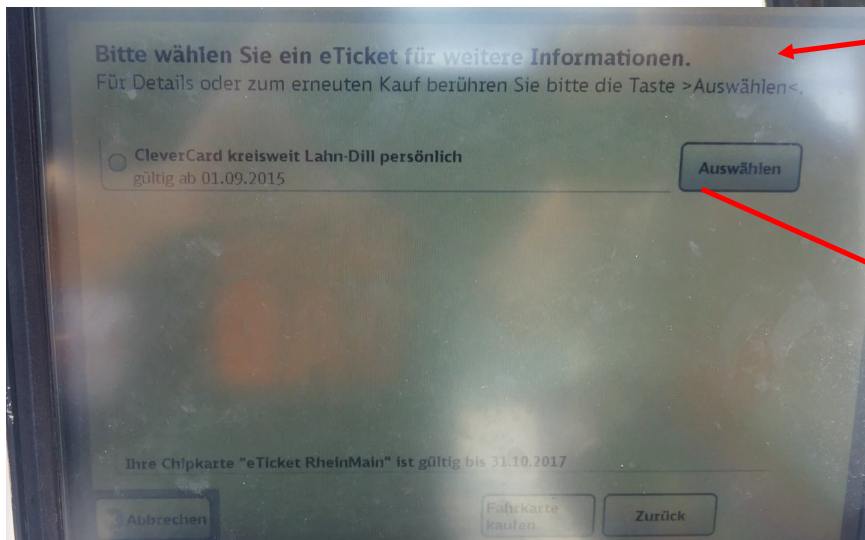 Bitte wählen Sie ein eTicket für weitere Informationen.
Für Details oder zum erneuten Kauf berühren Sie bitte die Taste >Auswählen<.
CleverCard kreisweit Lahn-Dill persönlich
gültig ab 01.09.2015
Auswählen
Ihre Chipkarte "eTicket RheinMain" ist gültig bis 31.10.2017
Abbrechen
Fahrkarte
kaufen
Zurück